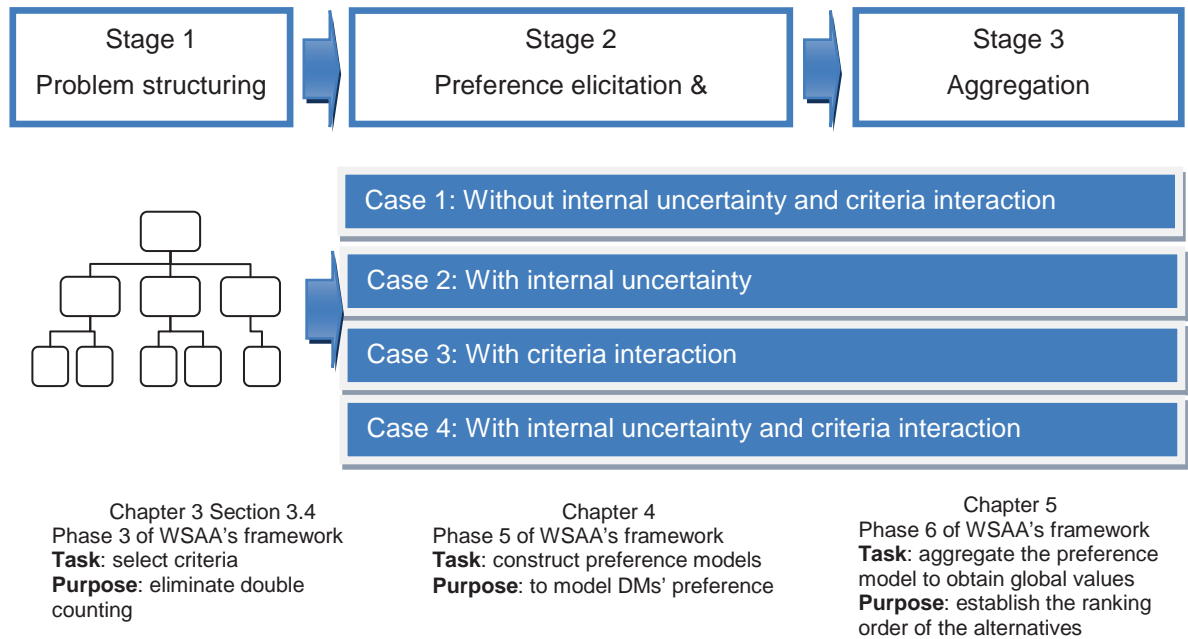 Stage 1
Problem structuring
Stage 2
Preference elicitation &
Stage 3
Aggregation
Case 1: Without internal uncertainty and criteria interaction
Case 2: With internal uncertainty
Case 3: With criteria interaction
Case 4: With internal uncertainty and criteria interaction
Chapter 3 Section 3.4
Phase 3 of WSAA's framework
Task: select criteria
Purpose: eliminate double
counting
Chapter 4
Phase 5 of WSAA's framework
Task: construct preference models
Purpose: to model DMs' preference
Chapter 5
Phase 6 of WSAA's framework
Task: aggregate the preference
model to obtain global values
Purpose: establish the ranking
order of the alternatives